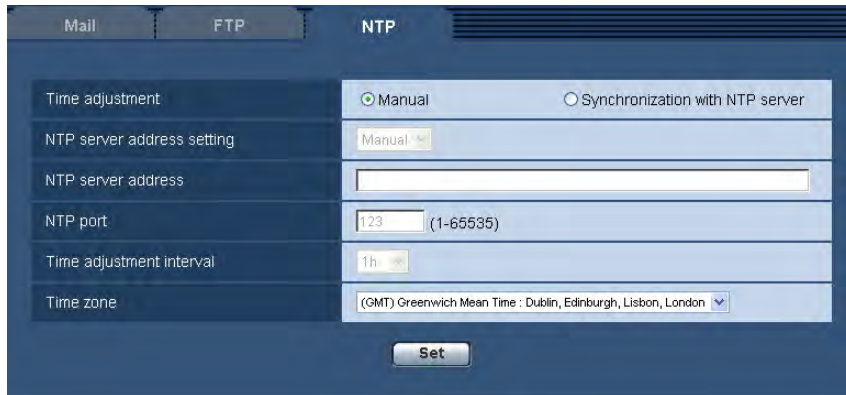 Mail FTP NTP
Time adjustment Manual Synchronization with NTP server
NTP server address setting Manual
NTP server address
NTP port 123 (1-65535)
Time adjustment interval 1h
Time zone (GMT) Greenwich Mean Time : Dublin, Edinburgh, Lisbon, London
Set